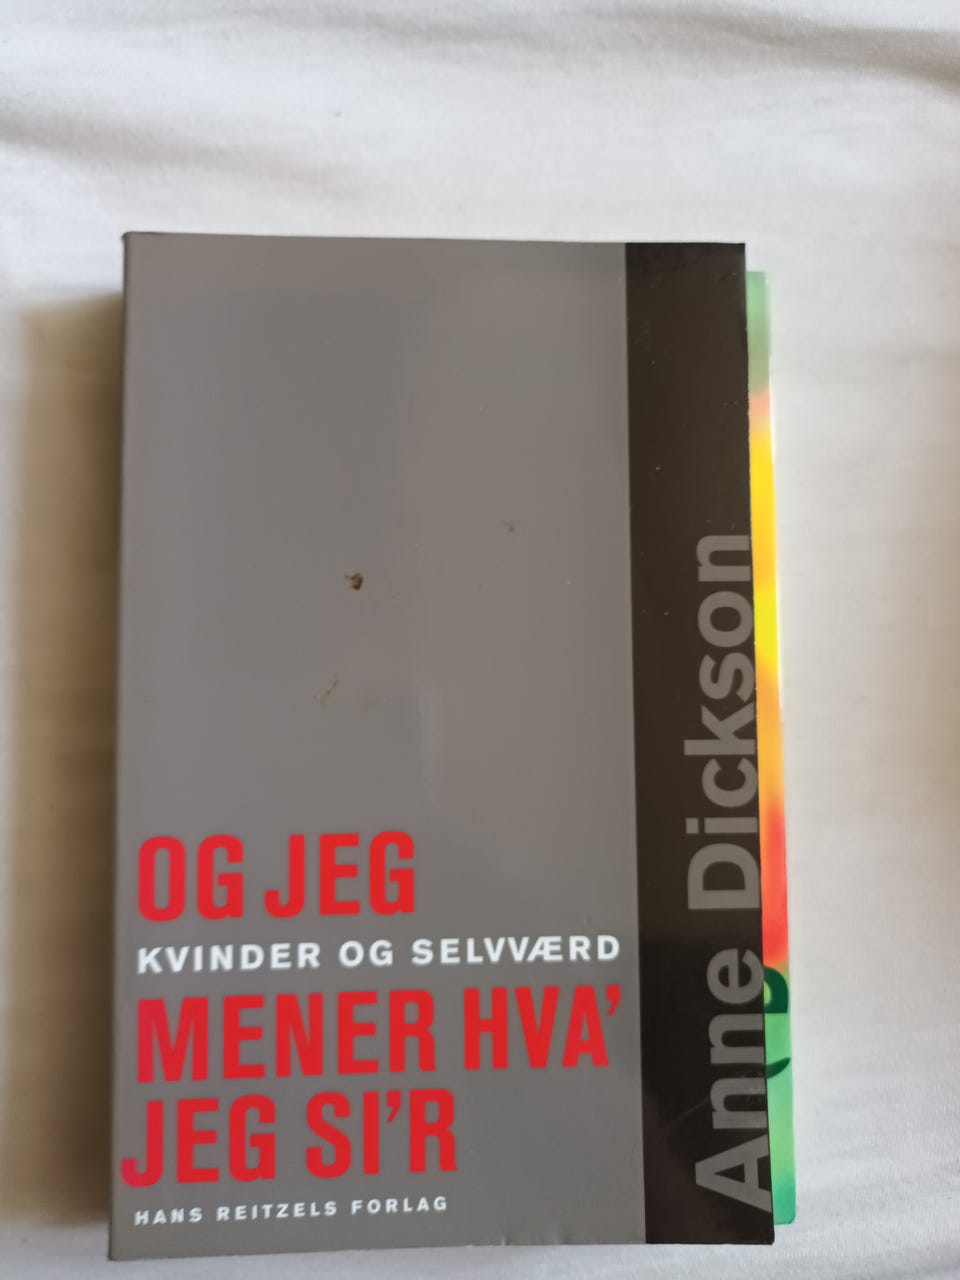 OG JEG
KVINDER OG SELVVÆRD
MENER HVA'
JEG SI'R
HANS REITZELS FORLAG
Anne Dickson